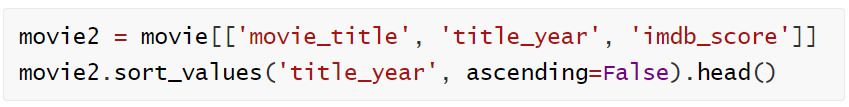 movie2 = movie[['movie_title', 'title_year', 'imdb_score']]
movie2.sort_values('title_year', ascending=False).head()